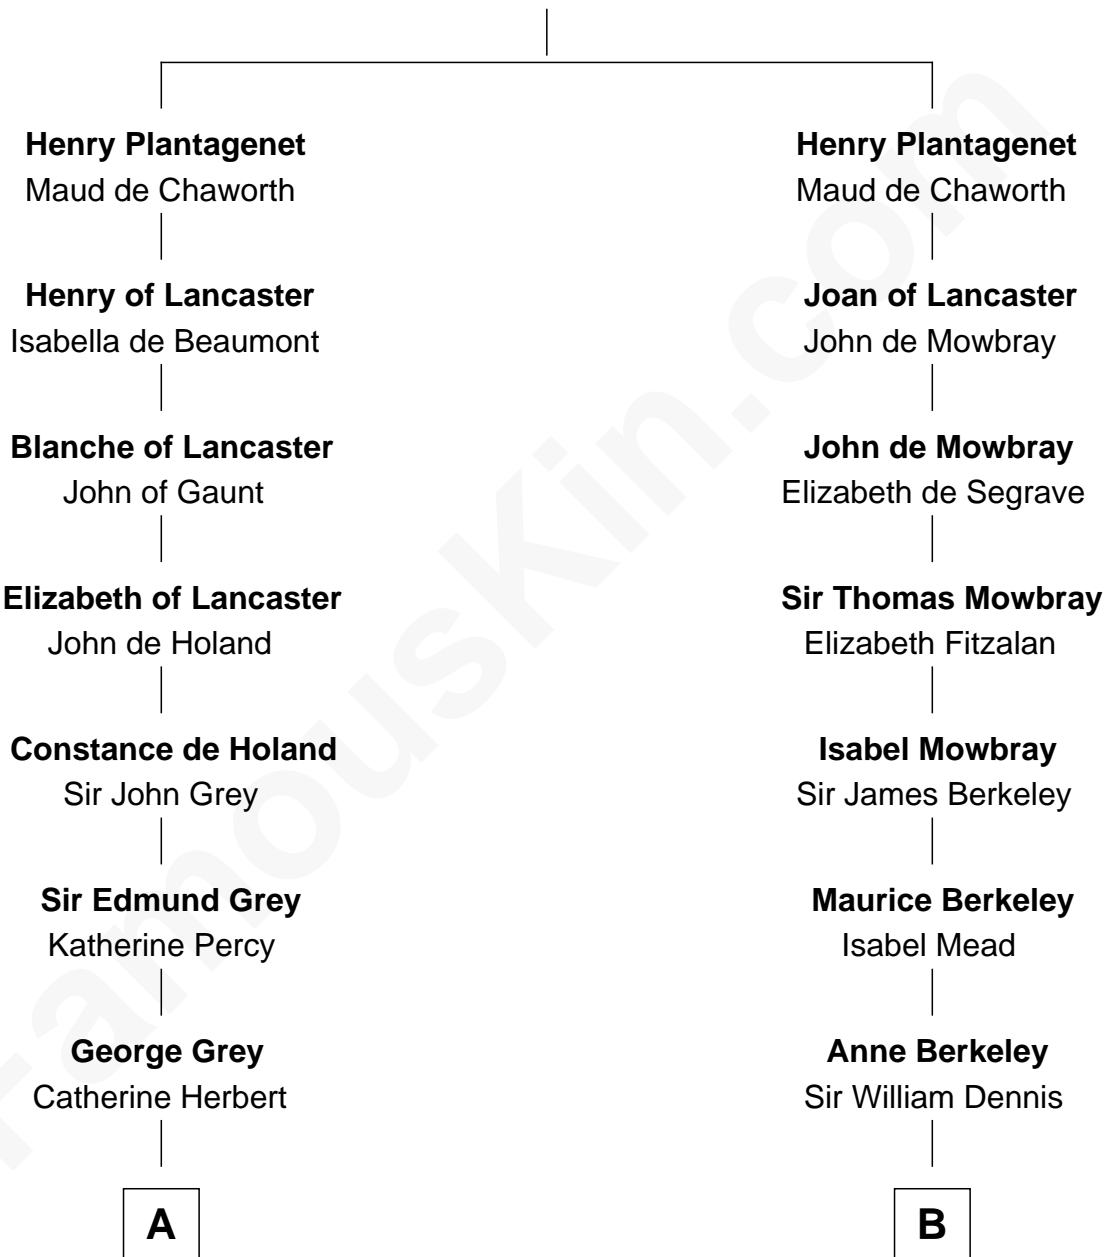 Henry Plantagenet
Maud de Chaworth
Henry of Lancaster
Isabella de Beaumont
Blanche of Lancaster
John of Gaunt
Elizabeth of Lancaster
John de Holand
Constance de Holand
Sir John Grey
Sir Edmund Grey
Katherine Percy
George Grey
Catherine Herbert
A
Henry Plantagenet
Maud de Chaworth
Joan of Lancaster
John de Mowbray
John de Mowbray
Elizabeth de Segrave
Sir Thomas Mowbray
Elizabeth Fitzalan
Isabel Mowbray
Sir James Berkeley
Maurice Berkeley
Isabel Mead
Anne Berkeley
Sir William Dennis
B
FamousKin.com